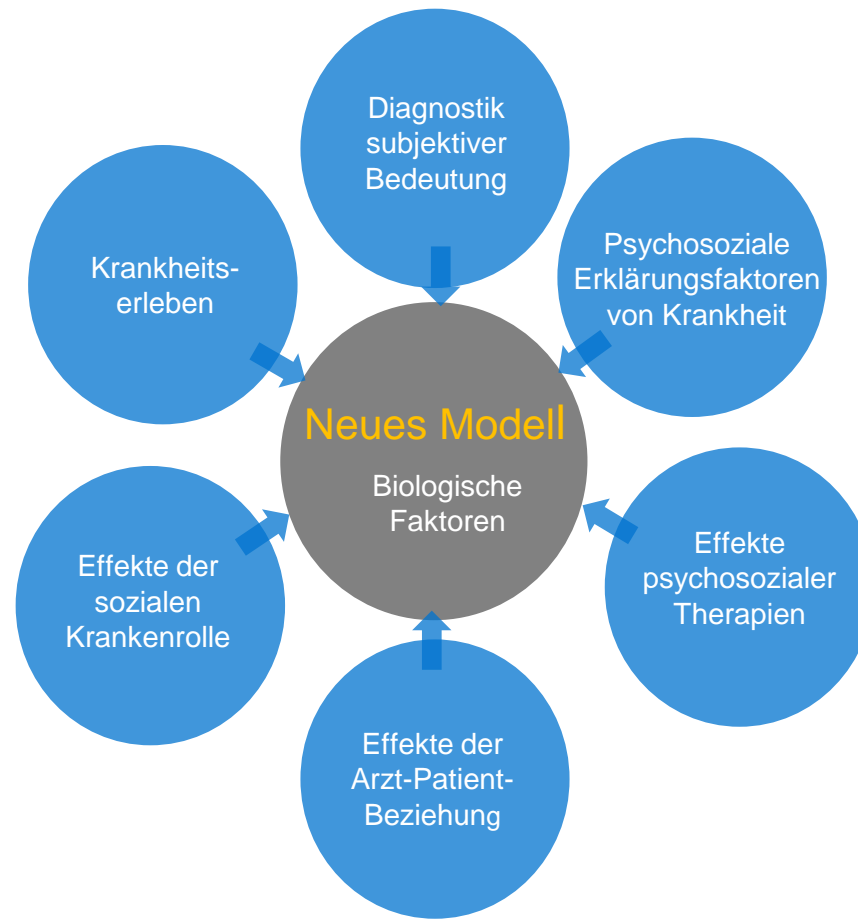 Diagnostik
subjektiver
Bedeutung
Psychosoziale
Erklärungsfaktoren
von Krankheit
Krankheits-
erleben
Neues Modell
Biologische
Faktoren
Effekte
psychosozialer
Therapien
Effekte der
sozialen
Krankenrolle
Effekte der
Arzt-Patient-
Beziehung